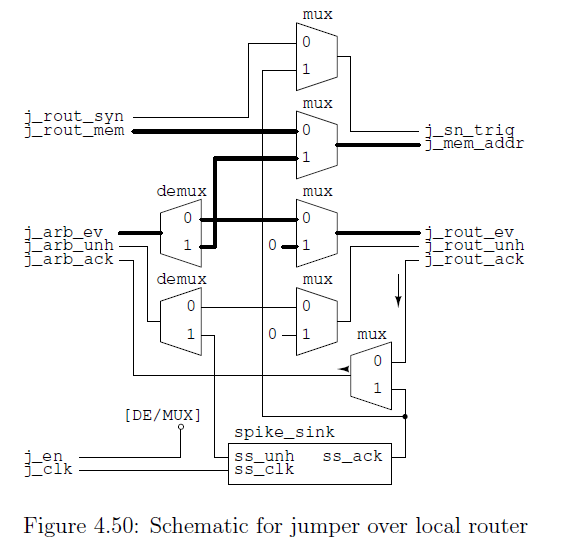 mux
0
1
mux
j_rout_syn
j_rout_mem
0
j_sn_trig
j_mem_addr
1
demux
mux
0
0
j_arb_ev
j_rout_ev
j_arb_unh
1
0
1
j_rout_unh
j_arb_ack
j_rout_ack
demux
mux
0
0
1
0
1
mux
0
1
[DE/MUX]
spike_sink
j_en
ss_unh
ss_ack
j_clk
ss_clk
Figure 4.50: Schematic for jumper over local router